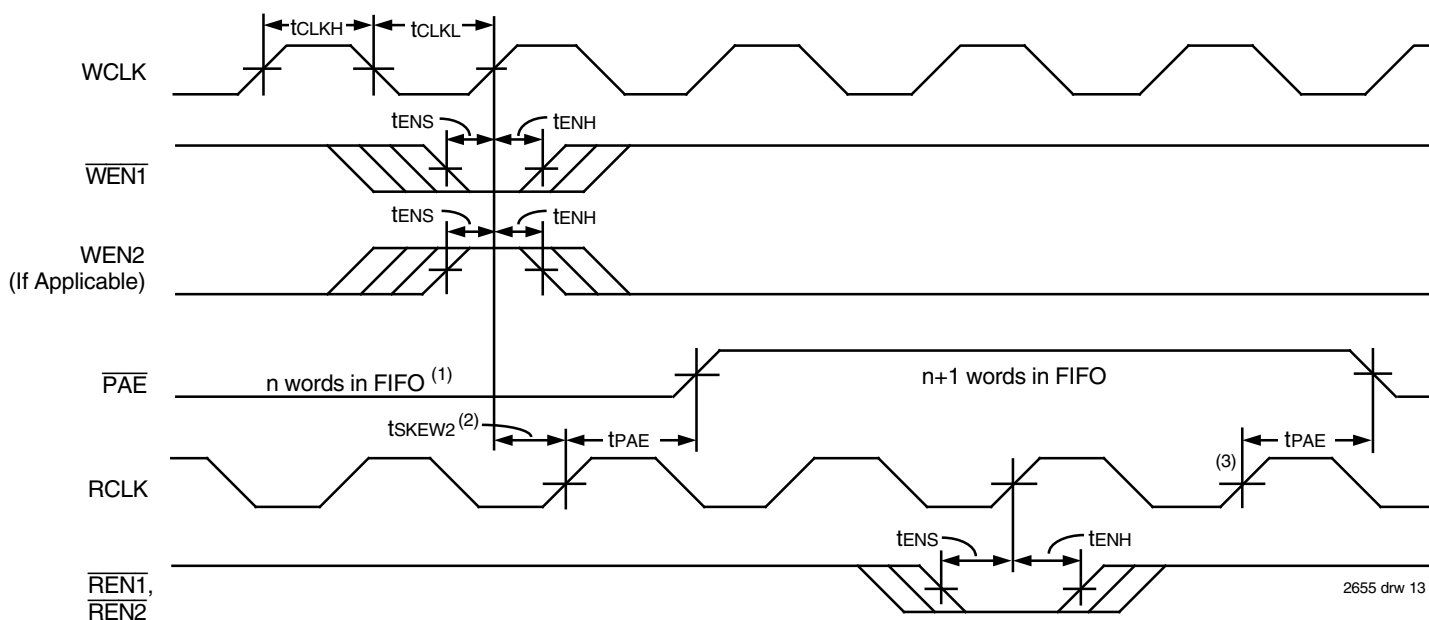 tCLKH tCLKL
WCLK
tENS tENH
WEN1
tENS tENH
WEN2
(If Applicable)
PAE
n words in FIFO (1)
n+1 words in FIFO
tSKEW2 (2)
tPAE
(3)
tPAE
RCLK
tENS tENH
REN1,
REN2
2655 drw 13